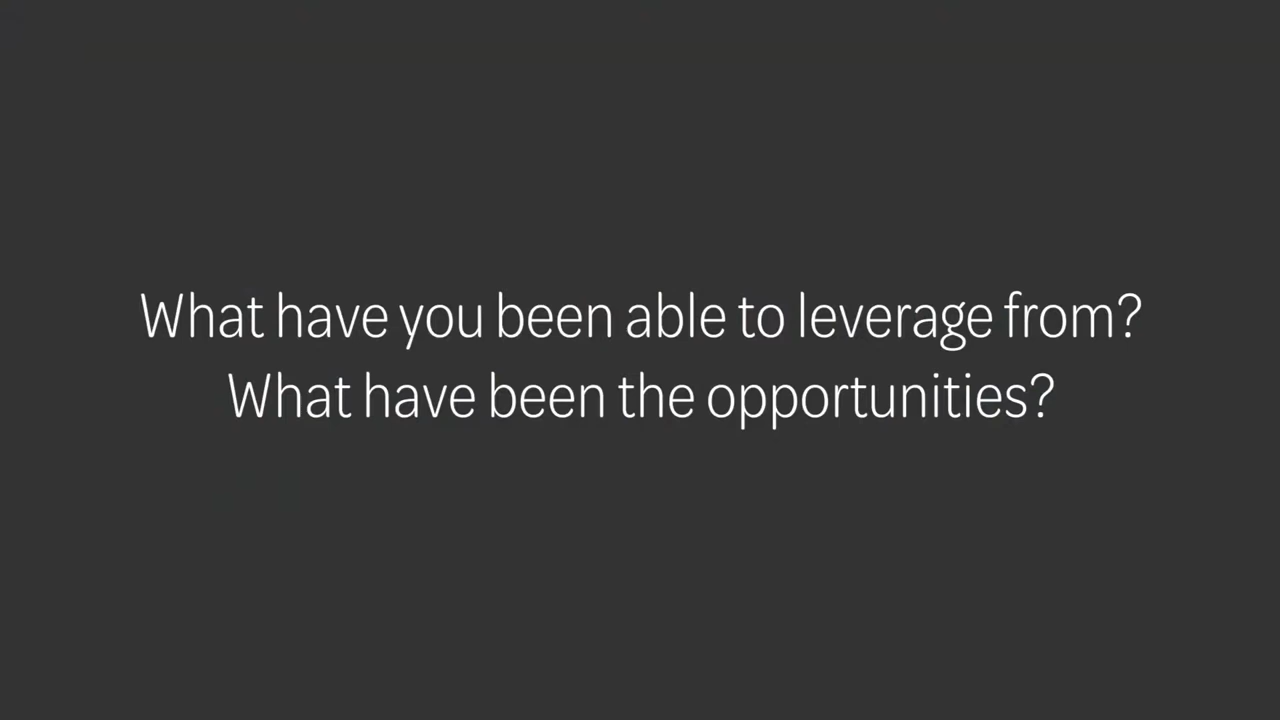 What have you been able to leverage from?
What have been the opportunities?